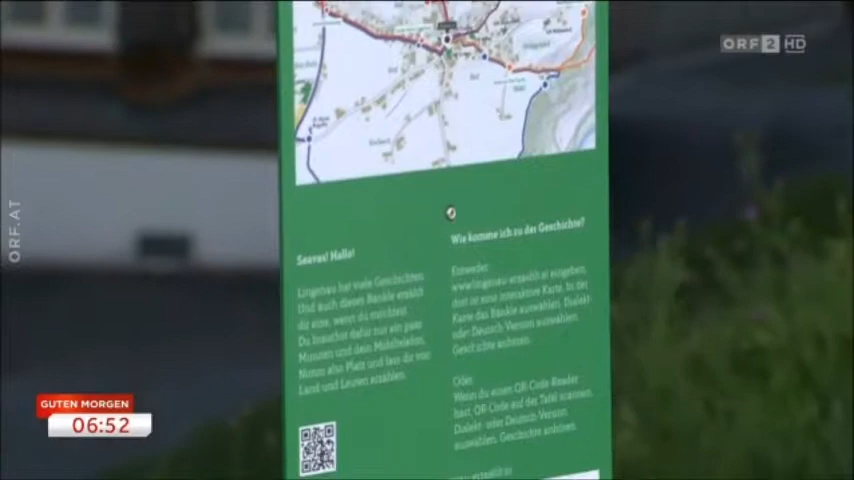 ORF 2 HD
ORF.AT
Servus! Hallo!
Lingenau hat viele Geschichten.
Und auch dieses Bänkle erzählt
dir eine, wenn du möchtest.
Du brauchst dafür nur ein paar
Minuten und dein Mobiltelefon.
Nimm also Platz und lass dir von
Land und Leuten erzählen.
Wie komme ich zu der Geschichte?
Entweder
www.lingenau-erzaehlt.at eingeben,
dort ist eine interaktive Karte. In der
Karte das Bänkle auswählen. Dialekt-
oder Deutsch-Version auswählen.
Geschichte anhören.
Oder
Wenn du einen QR-Code-Reader
hast, QR-Code auf der Tafel scannen.
Dialekt- oder Deutsch-Version
auswählen. Geschichte anhören.
GUTEN MORGEN
06:52